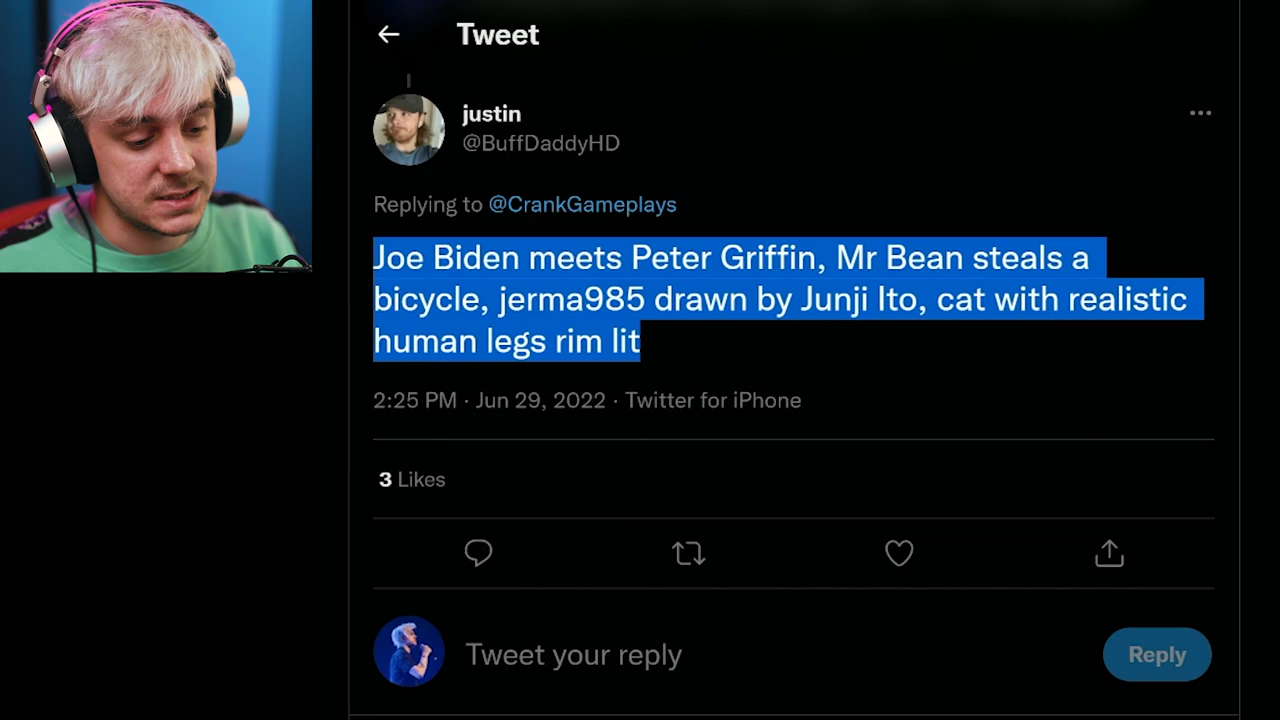 Tweet
justin
@BuffDaddyHD
Replying to @CrankGameplays
Joe Biden meets Peter Griffin, Mr Bean steals a
bicycle, jerma985 drawn by Junji Ito, cat with realistic
human legs rim lit
2:25 PM · Jun 29, 2022 · Twitter for iPhone
3 Likes
Tweet your reply
Reply